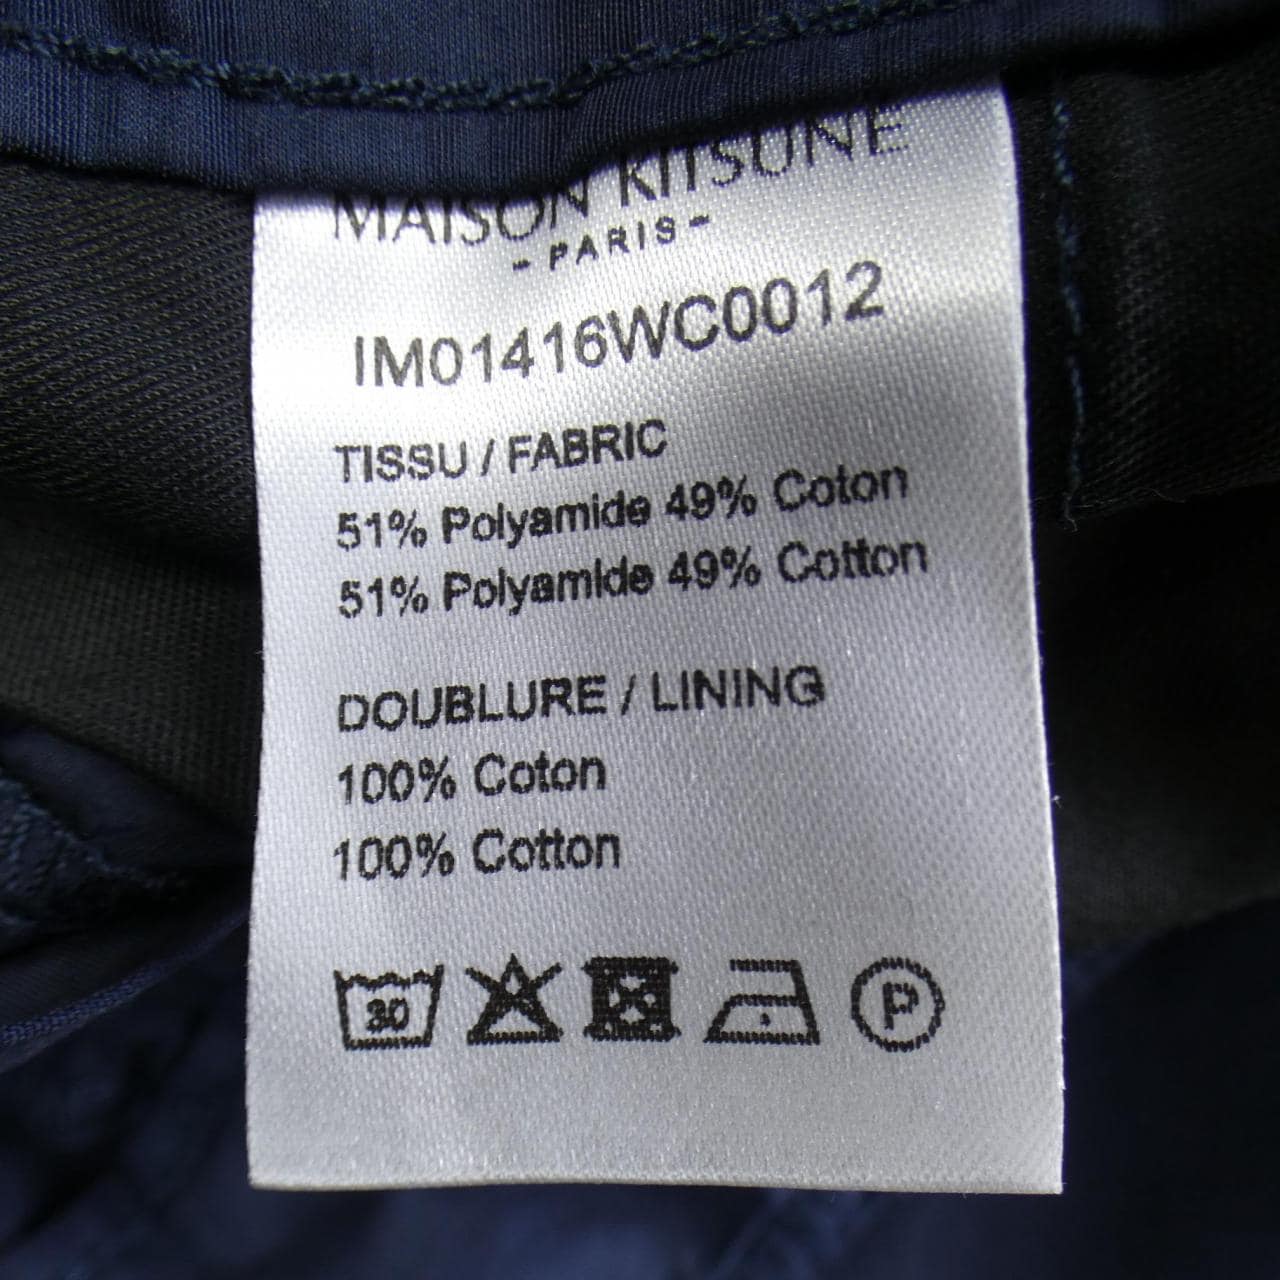 MAISON KITSUNÉ
- PARIS -
IM01416WC0012
TISSU / FABRIC
51% Polyamide 49% Coton
51% Polyamide 49% Cotton
DOUBLURE / LINING
100% Coton
100% Cotton
30 P